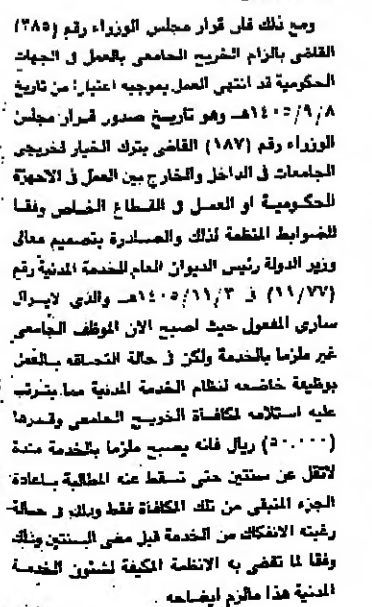 ومع ذلك فان قرار مجلس الوزراء رقم (٣٨٥)
القاضي بالزام الخريج الجامعي بالعمل في الجهات
الحكومية قد انتهى العمل بموجبه اعتبارا من تاريخ
١٤٠٥/٩/٨هـ وهو تاريخ صدور قرار مجلس
الوزراء رقم (١٨٧) القاضي بترك الخيار لخريجي
الجامعات في الداخل والخارج بين العمل في الاجهزة
الحكومية او العمل في القطاع الخاص وفقا
للضوابط المنظمة لذلك والصادرة بتصميم معالي
وزير الدولة رئيس الديوان العام للخدمة المدنية رقم
(١١/٧٧) في ١٤٠٥/١١/٣هـ والذي لايزال
ساري المفعول حيث اصبح الان الموظف الجامعي
غير ملزما بالخدمة ولكن في حالة التحاقه بالعمل
بوظيفة خاضعه لنظام الخدمة المدنية مما يترتب
عليه استلامه لمكافأة الخريج الجامعي وقدرها
(٥٠٠٠٠) ريال فانه يصبح ملزما بالخدمة مدة
لاتقل عن سنتين حتى تسقط عنه المطالبة باعادة
الجزء المتبقي من تلك المكافأة فقط وذلك في حالة
رغبته الانفكاك من الخدمة قبل مضى السنتين وذلك
وفقا لما تقضي به الانظمة المكيفة لشئون الخدمة
المدنية هذا مالزم ايضاحه .